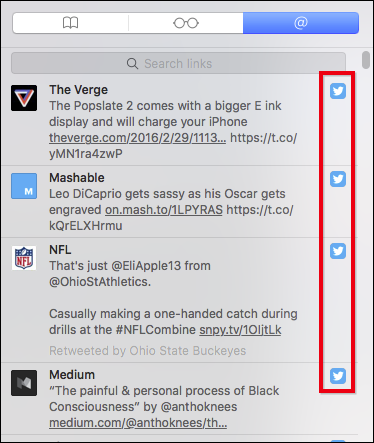 @
Search links
The Verge
The Popslate 2 comes with a bigger E ink
display and will charge your iPhone
theverge.com/2016/2/29/1113... https://t.co/
yMN1ra4zwP
M
Mashable
Leo DiCaprio gets sassy as his Oscar gets
engraved on.mash.to/1LPYRAS https://t.co/
kQrELXHrmu
NFL
NFL
That's just @EliApple13 from
@OhioStAthletics.
Casually making a one-handed catch during
drills at the #NFLCombine snpy.tv/1OljtLk
Retweeted by Ohio State Buckeyes
Medium
“The painful & personal process of Black
Consciousness” by @anthoknees
medium.com/@anthoknees/th...